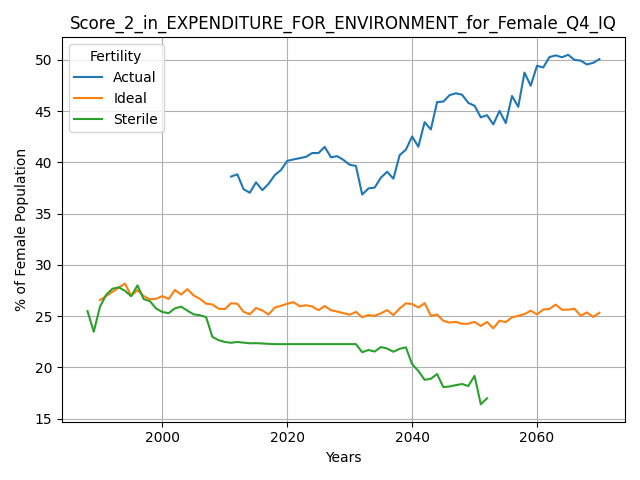 Score_2_in_EXPENDITURE_FOR_ENVIRONMENT_for_Female_Q4_IQ
Fertility
Actual
Ideal
Sterile
% of Female Population
50
45
40
35
30
25
20
15
2000
2020
2040
2060
Years